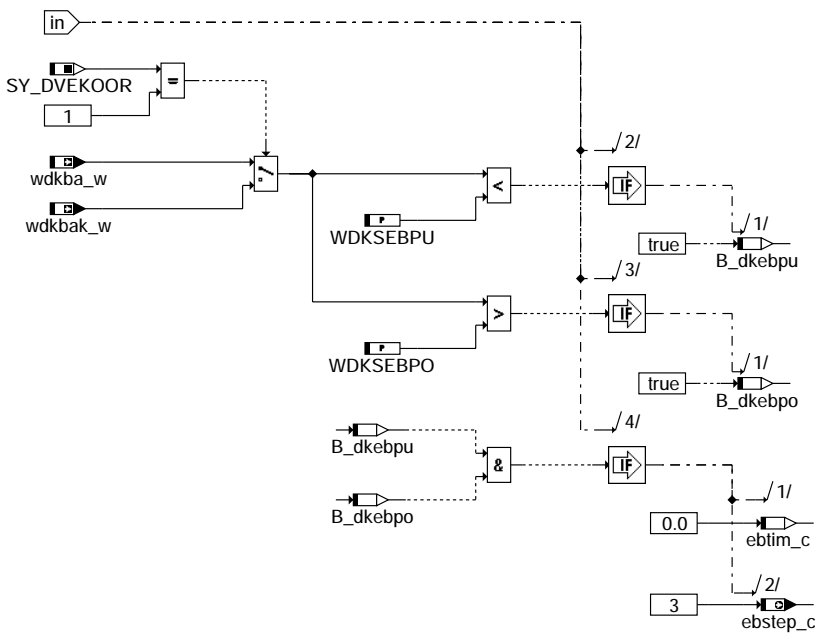 in
SY_DVEKOOR
=
1
wdkba_w
wdkbak_w
/2/
<
IF
P
WDKSEBPU
/1/
true
B_dkebpu
/3/
>
IF
P
WDKSEBPO
/1/
true
B_dkebpo
/4/
B_dkebpu
&
IF
B_dkebpo
/1/
0.0
ebtim_c
/2/
3
ebstep_c